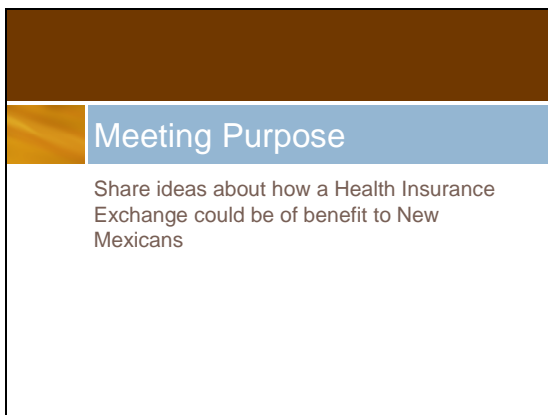 Meeting Purpose
Share ideas about how a Health Insurance
Exchange could be of benefit to New
Mexicans